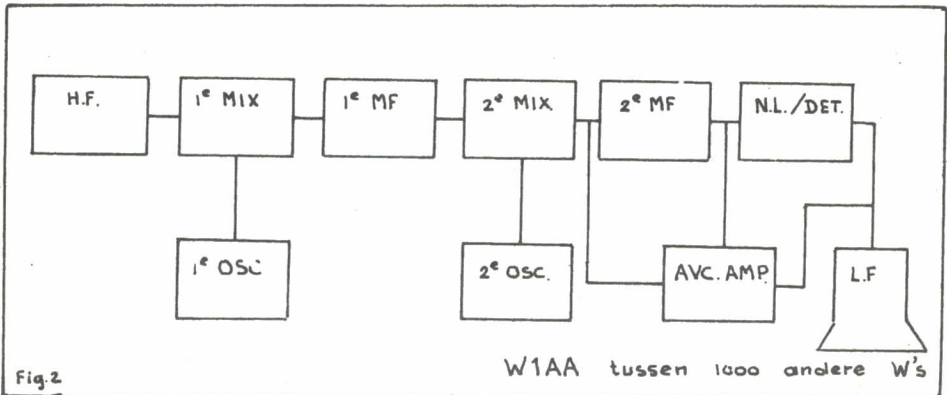 H.F.
1e MIX
1e MF
2e MIX
2e MF
N.L./DET.
1e OSC
2e OSC.
AVC. AMP.
L.F
W1AA tussen 1000 andere W's
Fig.2